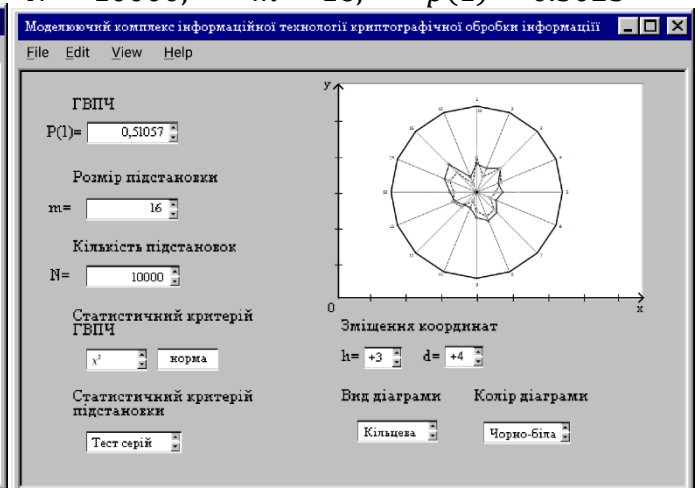 Моделюючий комплекс інформаційної технології криптографічної обробки інформаціїї
File Edit View Help
ГВПЧ
P(1)= 0,51057
Розмір підстановки
m= 16
Кількість підстановок
N= 10000
Статистичний критерій
ГВПЧ
x² норма
Статистичний критерій
підстановки
Тест серій
y
0
x
Зміщення координат
h= +3 d= +4
Вид діаграми Колір діаграми
Кільцева Чорно-біла